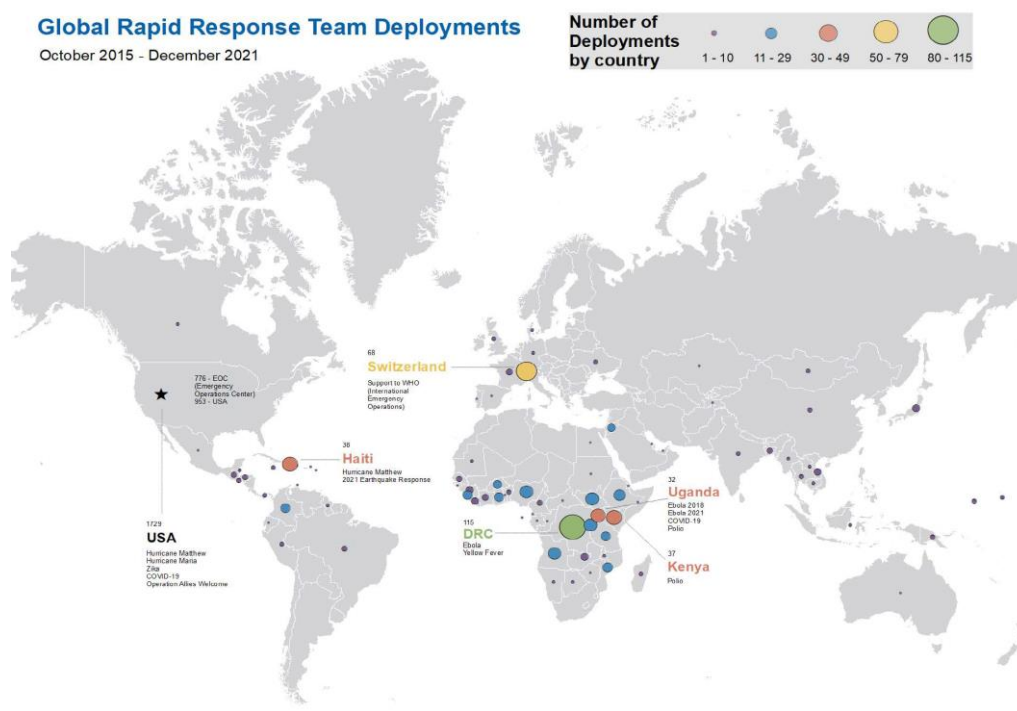 Global Rapid Response Team Deployments
October 2015 - December 2021
Number of
Deployments
by country
1 - 10
11 - 29
30 - 49
50 - 79
80 - 115
776 - EOC
(Emergency
Operations Center)
953 - USA
68
Switzerland
Support to WHO
(International
Emergency
Operations)
38
Haiti
Hurricane Matthew
2021 Earthquake Response
1729
USA
Hurricane Matthew
Hurricane Maria
Zika
COVID-19
Operation Allies Welcome
115
DRC
Ebola
Yellow Fever
32
Uganda
Ebola 2018
Ebola 2021
COVID-19
Polio
37
Kenya
Polio